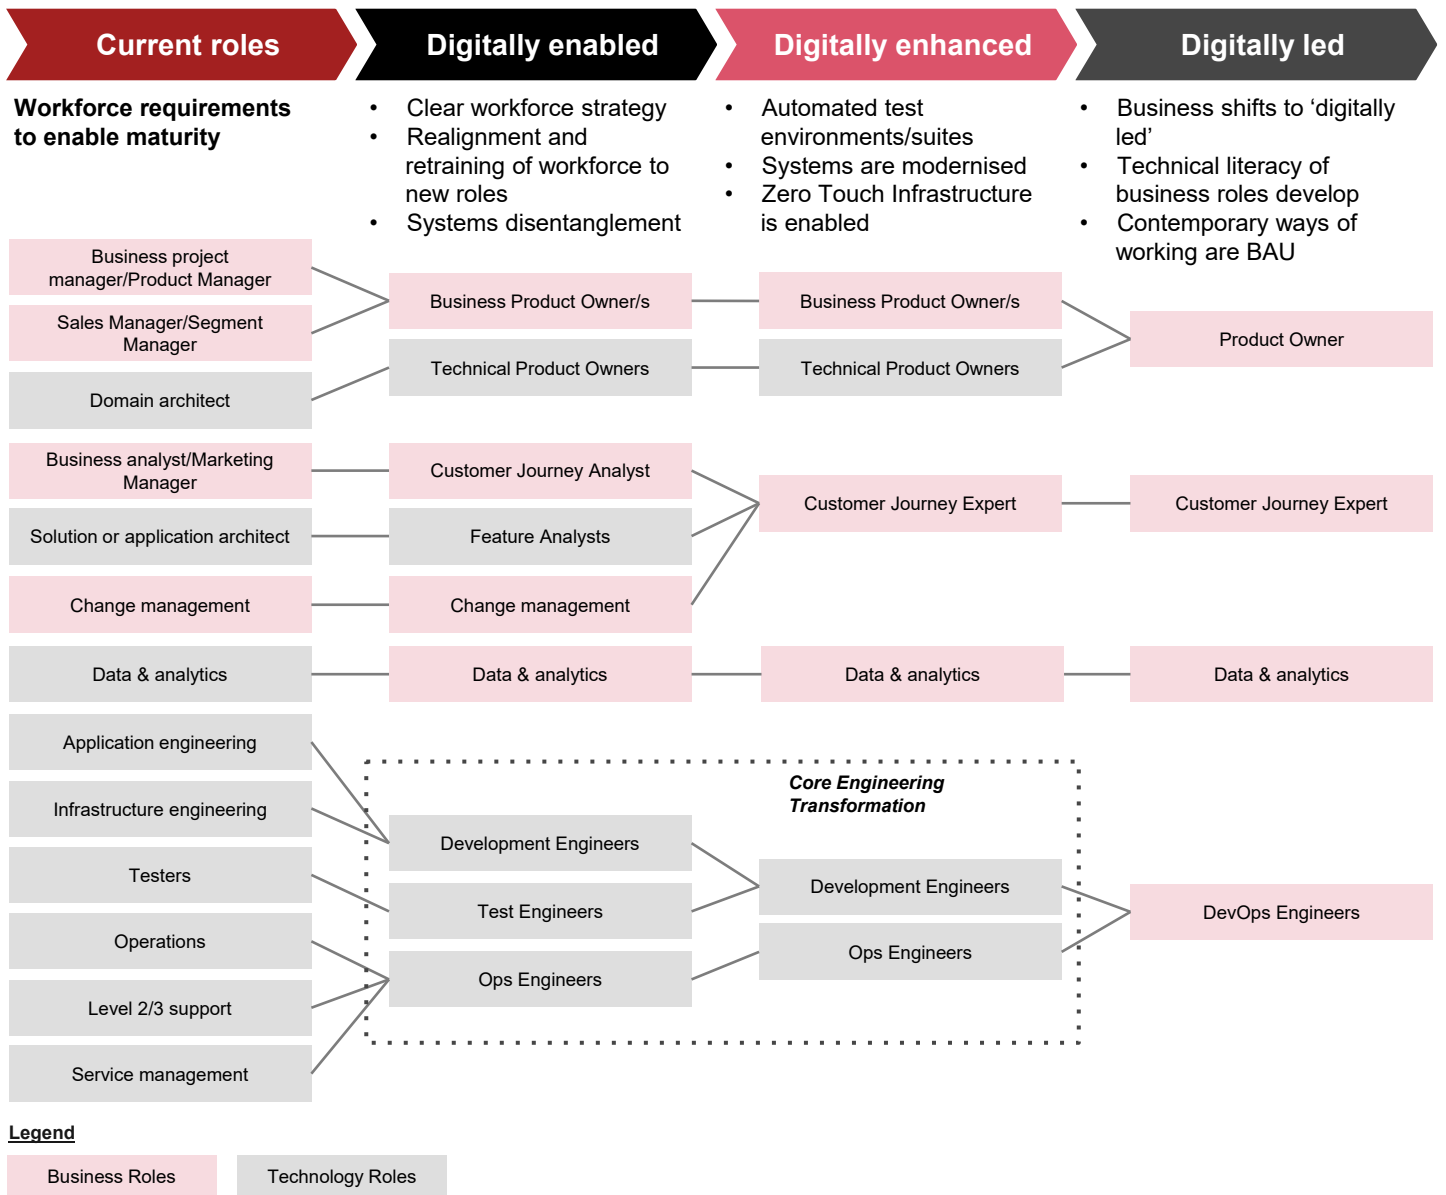 Current roles
Digitally enabled
Digitally enhanced
Digitally led
Workforce requirements
to enable maturity
• Clear workforce strategy
• Realignment and
retraining of workforce to
new roles
• Systems disentanglement
• Automated test
environments/suites
• Systems are modernised
• Zero Touch Infrastructure
is enabled
• Business shifts to ‘digitally
led’
• Technical literacy of
business roles develop
• Contemporary ways of
working are BAU
Business project
manager/Product Manager
Sales Manager/Segment
Manager
Domain architect
Business Product Owner/s
Technical Product Owners
Business Product Owner/s
Technical Product Owners
Product Owner
Business analyst/Marketing
Manager
Solution or application architect
Change management
Customer Journey Analyst
Feature Analysts
Change management
Customer Journey Expert
Customer Journey Expert
Data & analytics
Data & analytics
Data & analytics
Data & analytics
Application engineering
Infrastructure engineering
Testers
Operations
Level 2/3 support
Service management
Core Engineering
Transformation
Development Engineers
Test Engineers
Ops Engineers
Development Engineers
Ops Engineers
DevOps Engineers
Legend
Business Roles
Technology Roles